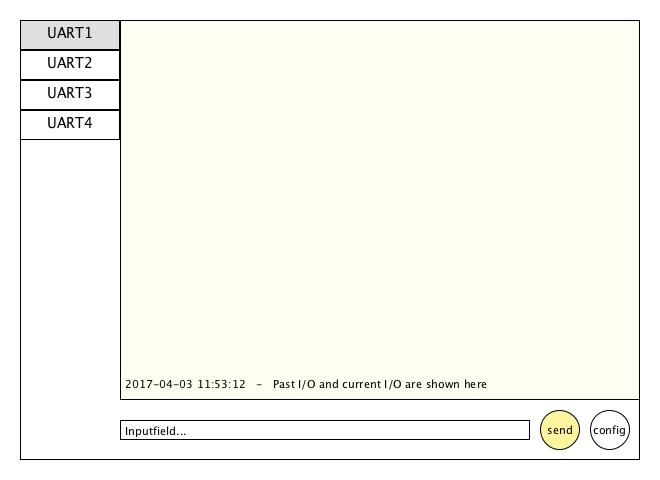 UART1
UART2
UART3
UART4
2017-04-03 11:53:12 - Past I/O and current I/O are shown here
Inputfield...
send
config